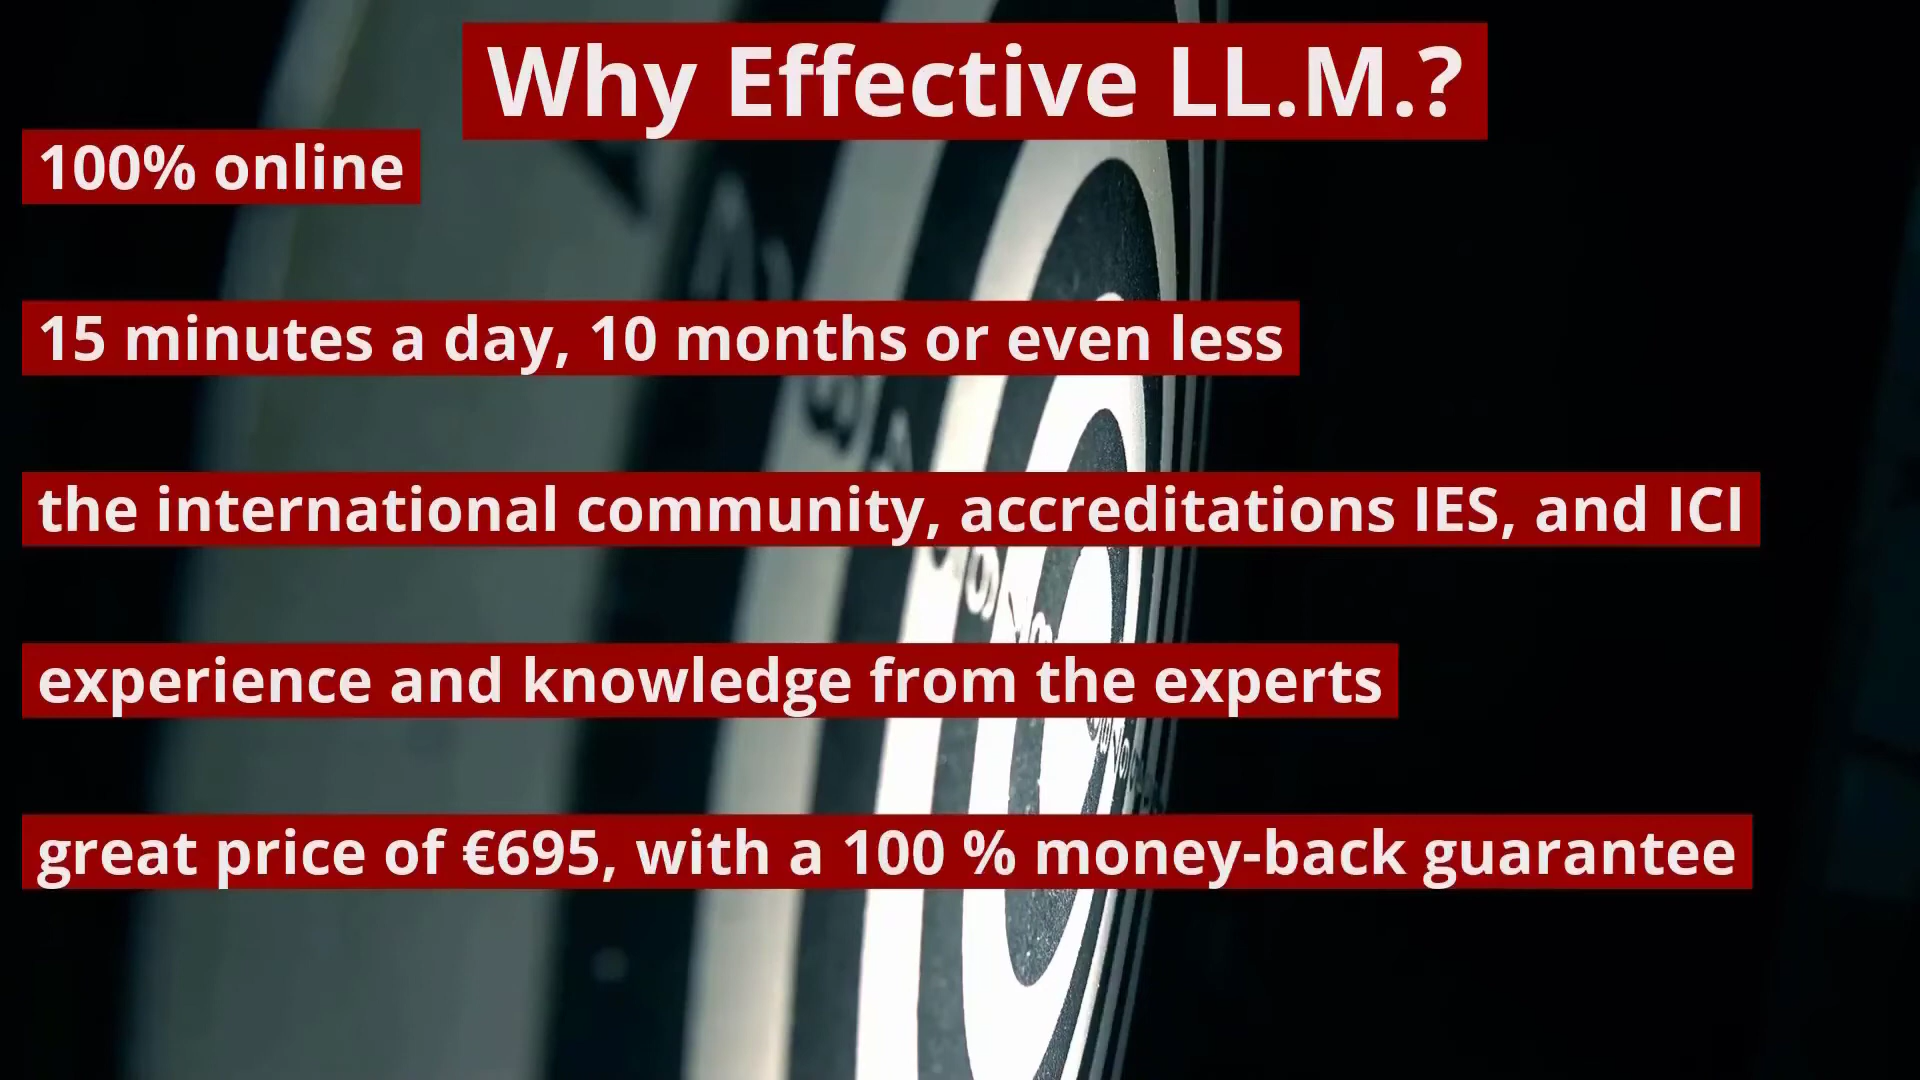 Why Effective LL.M.?
100% online
15 minutes a day, 10 months or even less
the international community, accreditations IES, and ICI
experience and knowledge from the experts
great price of €695, with a 100 % money-back guarantee